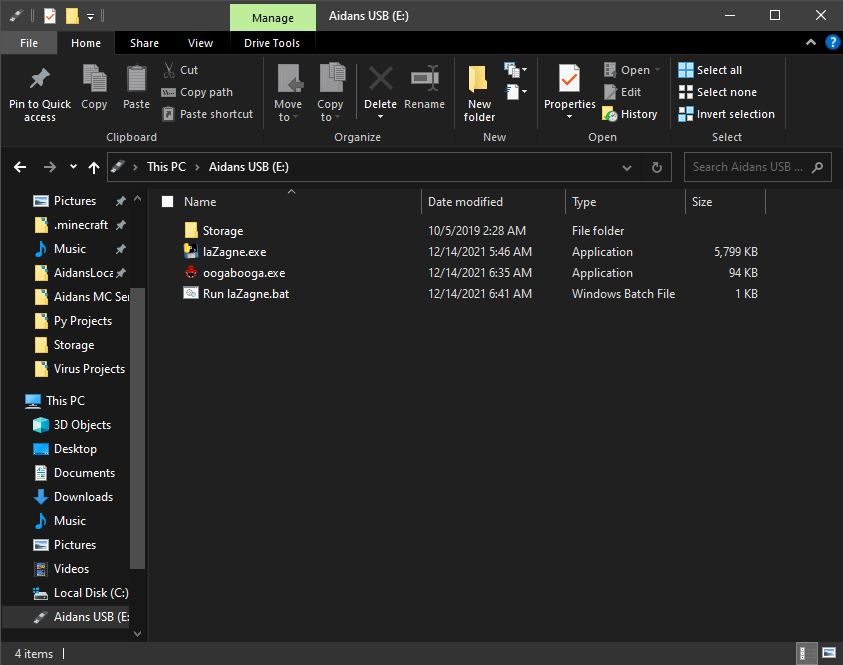 Manage
Aidans USB (E:)
File
Home
Share
View
Drive Tools
Pin to Quick access
Copy
Paste
Cut
Copy path
Paste shortcut
Clipboard
Move to
Copy to
Delete
Rename
Organize
New folder
New
Properties
Open
Edit
History
Open
Select all
Select none
Invert selection
Select
This PC > Aidans USB (E:)
Search Aidans USB ...
Pictures
.minecraft
Music
AidansLoca
Aidans MC Ser
Py Projects
Storage
Virus Projects
This PC
3D Objects
Desktop
Documents
Downloads
Music
Pictures
Videos
Local Disk (C:)
Aidans USB (E:
Name Date modified Type Size
Storage 10/5/2019 2:28 AM File folder
laZagne.exe 12/14/2021 5:46 AM Application 5,799 KB
oogabooga.exe 12/14/2021 6:35 AM Application 94 KB
Run laZagne.bat 12/14/2021 6:41 AM Windows Batch File 1 KB
4 items